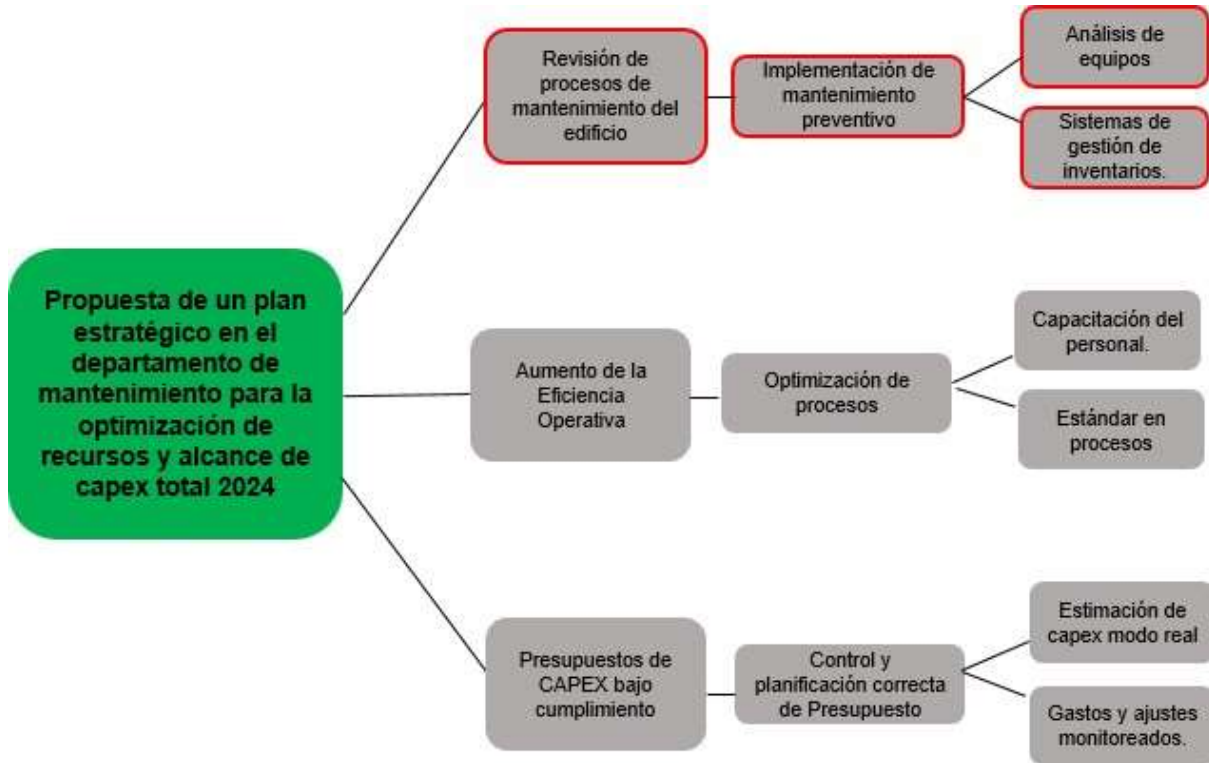 Propuesta de un plan
estratégico en el
departamento de
mantenimiento para la
optimización de
recursos y alcance de
capex total 2024
Revisión de
procesos de
mantenimiento del
edificio
Implementación de
mantenimiento
preventivo
Análisis de
equipos
Sistemas de
gestión de
inventarios.
Aumento de la
Eficiencia
Operativa
Optimización de
procesos
Capacitación del
personal.
Estándar en
procesos
Presupuestos de
CAPEX bajo
cumplimiento
Control y
planificación correcta
de Presupuesto
Estimación de
capex modo real
Gastos y ajustes
monitoreados.